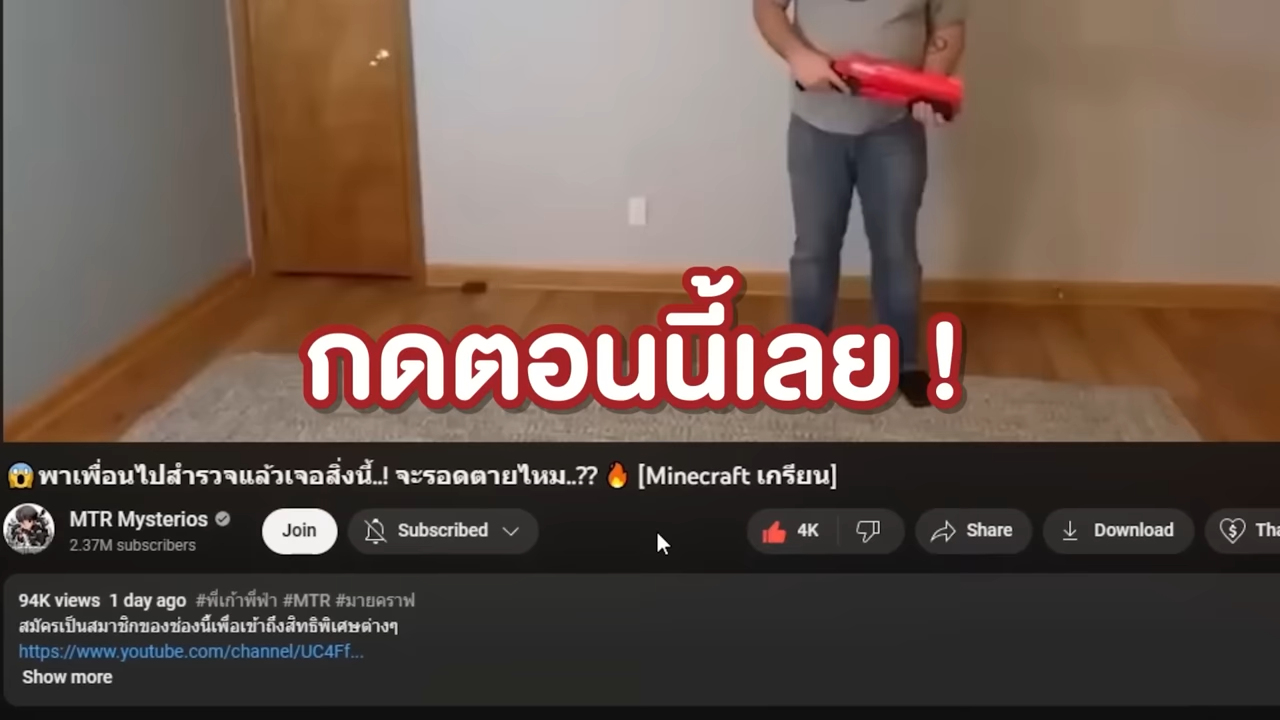 กดตอนนี้เลย !
😱พาเพื่อนไปสำรวจแล้วเจอสิ่งนี้..! จะรอดตายไหม..?? 🔥 [Minecraft เกรียน]
MTR Mysterios
2.37M subscribers
Join
Subscribed
4K
Share
Download
Tha
94K views 1 day ago #พี่เก้าพี่ฟ่า #MTR #มายคราฟ
สมัครเป็นสมาชิกของช่องนี้เพื่อเข้าถึงสิทธิพิเศษต่างๆ
https://www.youtube.com/channel/UC4Ff...
Show more